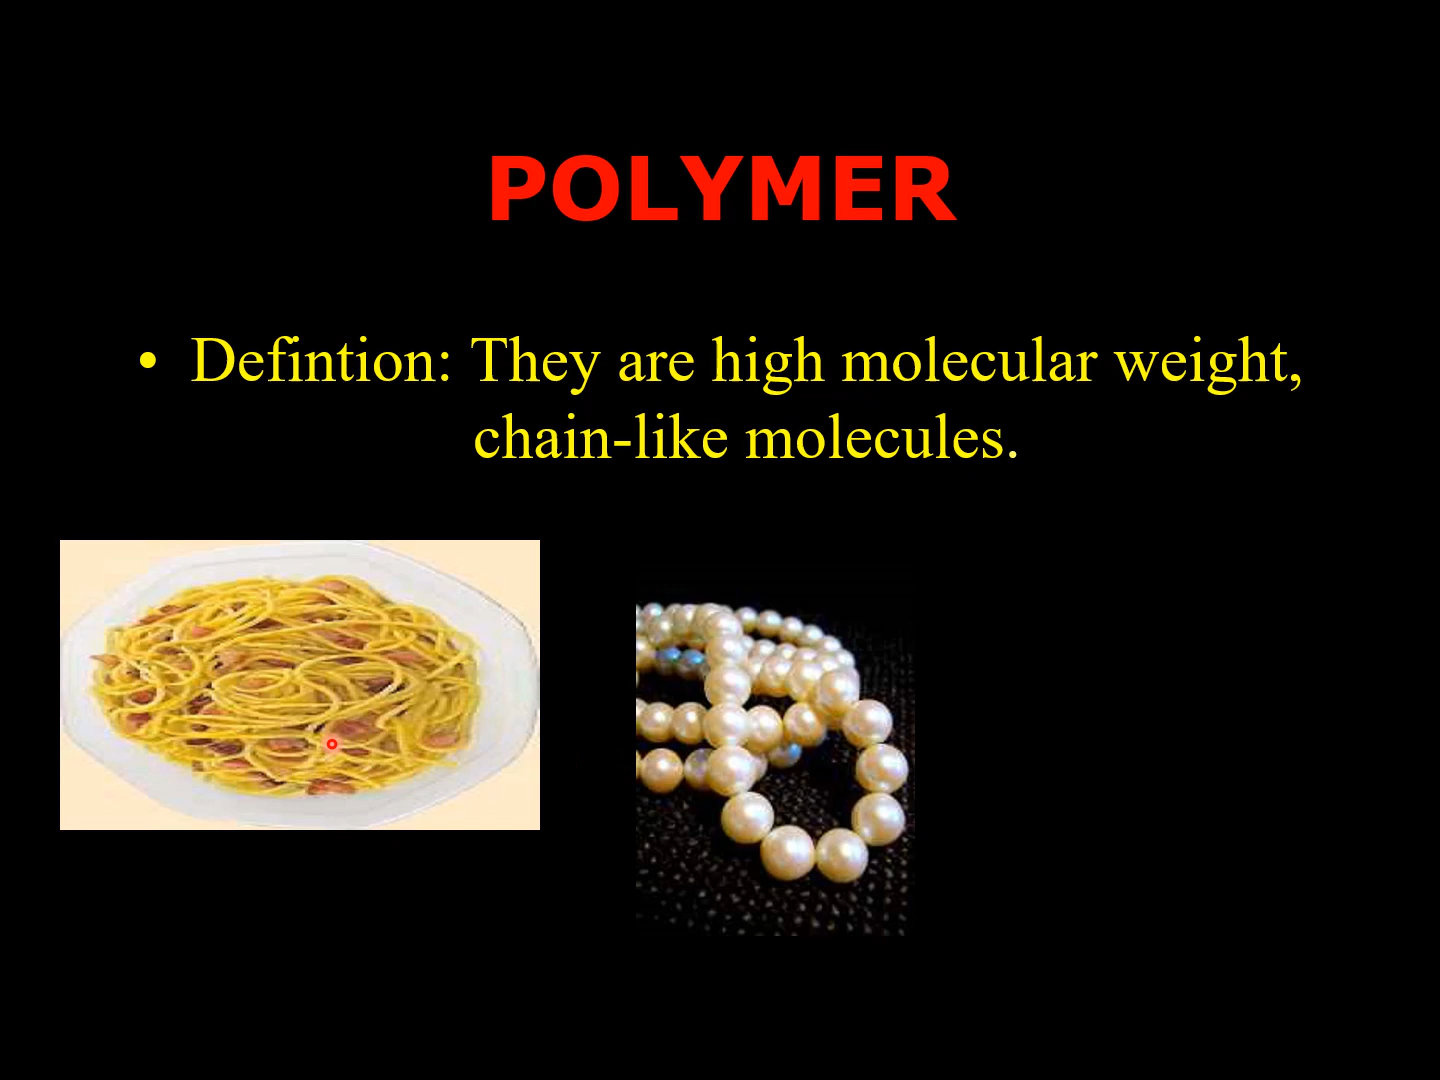 POLYMER
• Defintion: They are high molecular weight,
chain-like molecules.